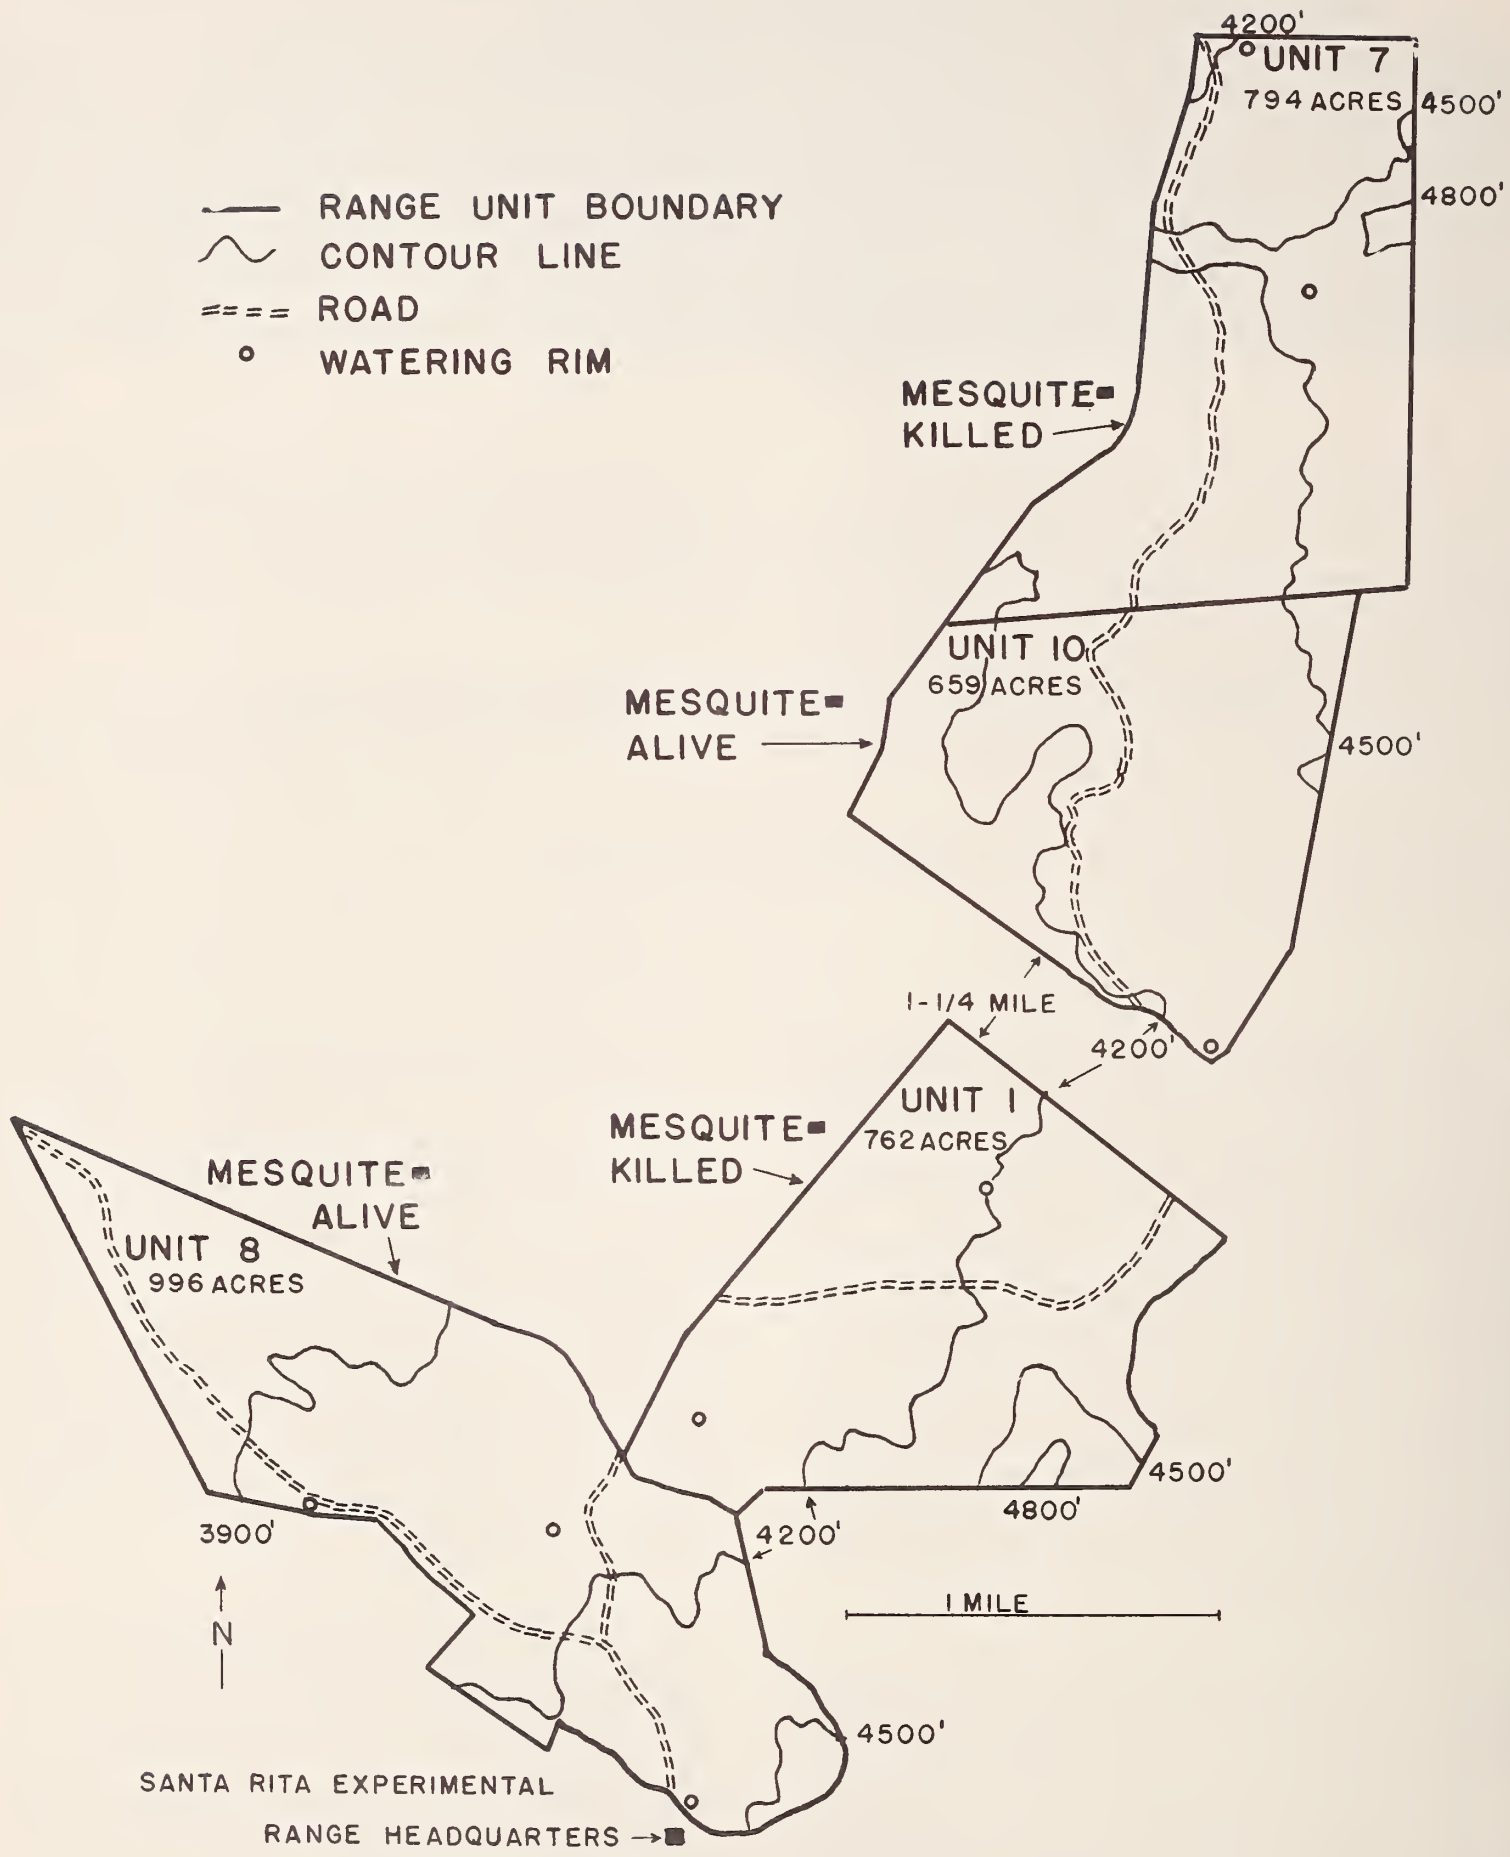 4200'
UNIT 7
794 ACRES
4500'
4800'
RANGE UNIT BOUNDARY
CONTOUR LINE
ROAD
WATERING RIM
MESQUITE
KILLED
UNIT 10
659 ACRES
MESQUITE
ALIVE
4500'
1-1/4 MILE
4200'
UNIT 1
762 ACRES
MESQUITE
KILLED
MESQUITE
ALIVE
UNIT 8
996 ACRES
4500'
4800'
3900'
4200'
1 MILE
N
4500'
SANTA RITA EXPERIMENTAL
RANGE HEADQUARTERS